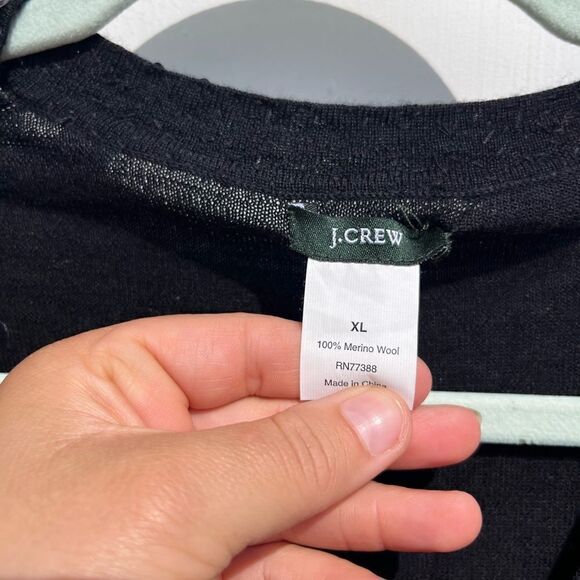 J.CREW
XL
100% Merino Wool
RN77388
Made in China